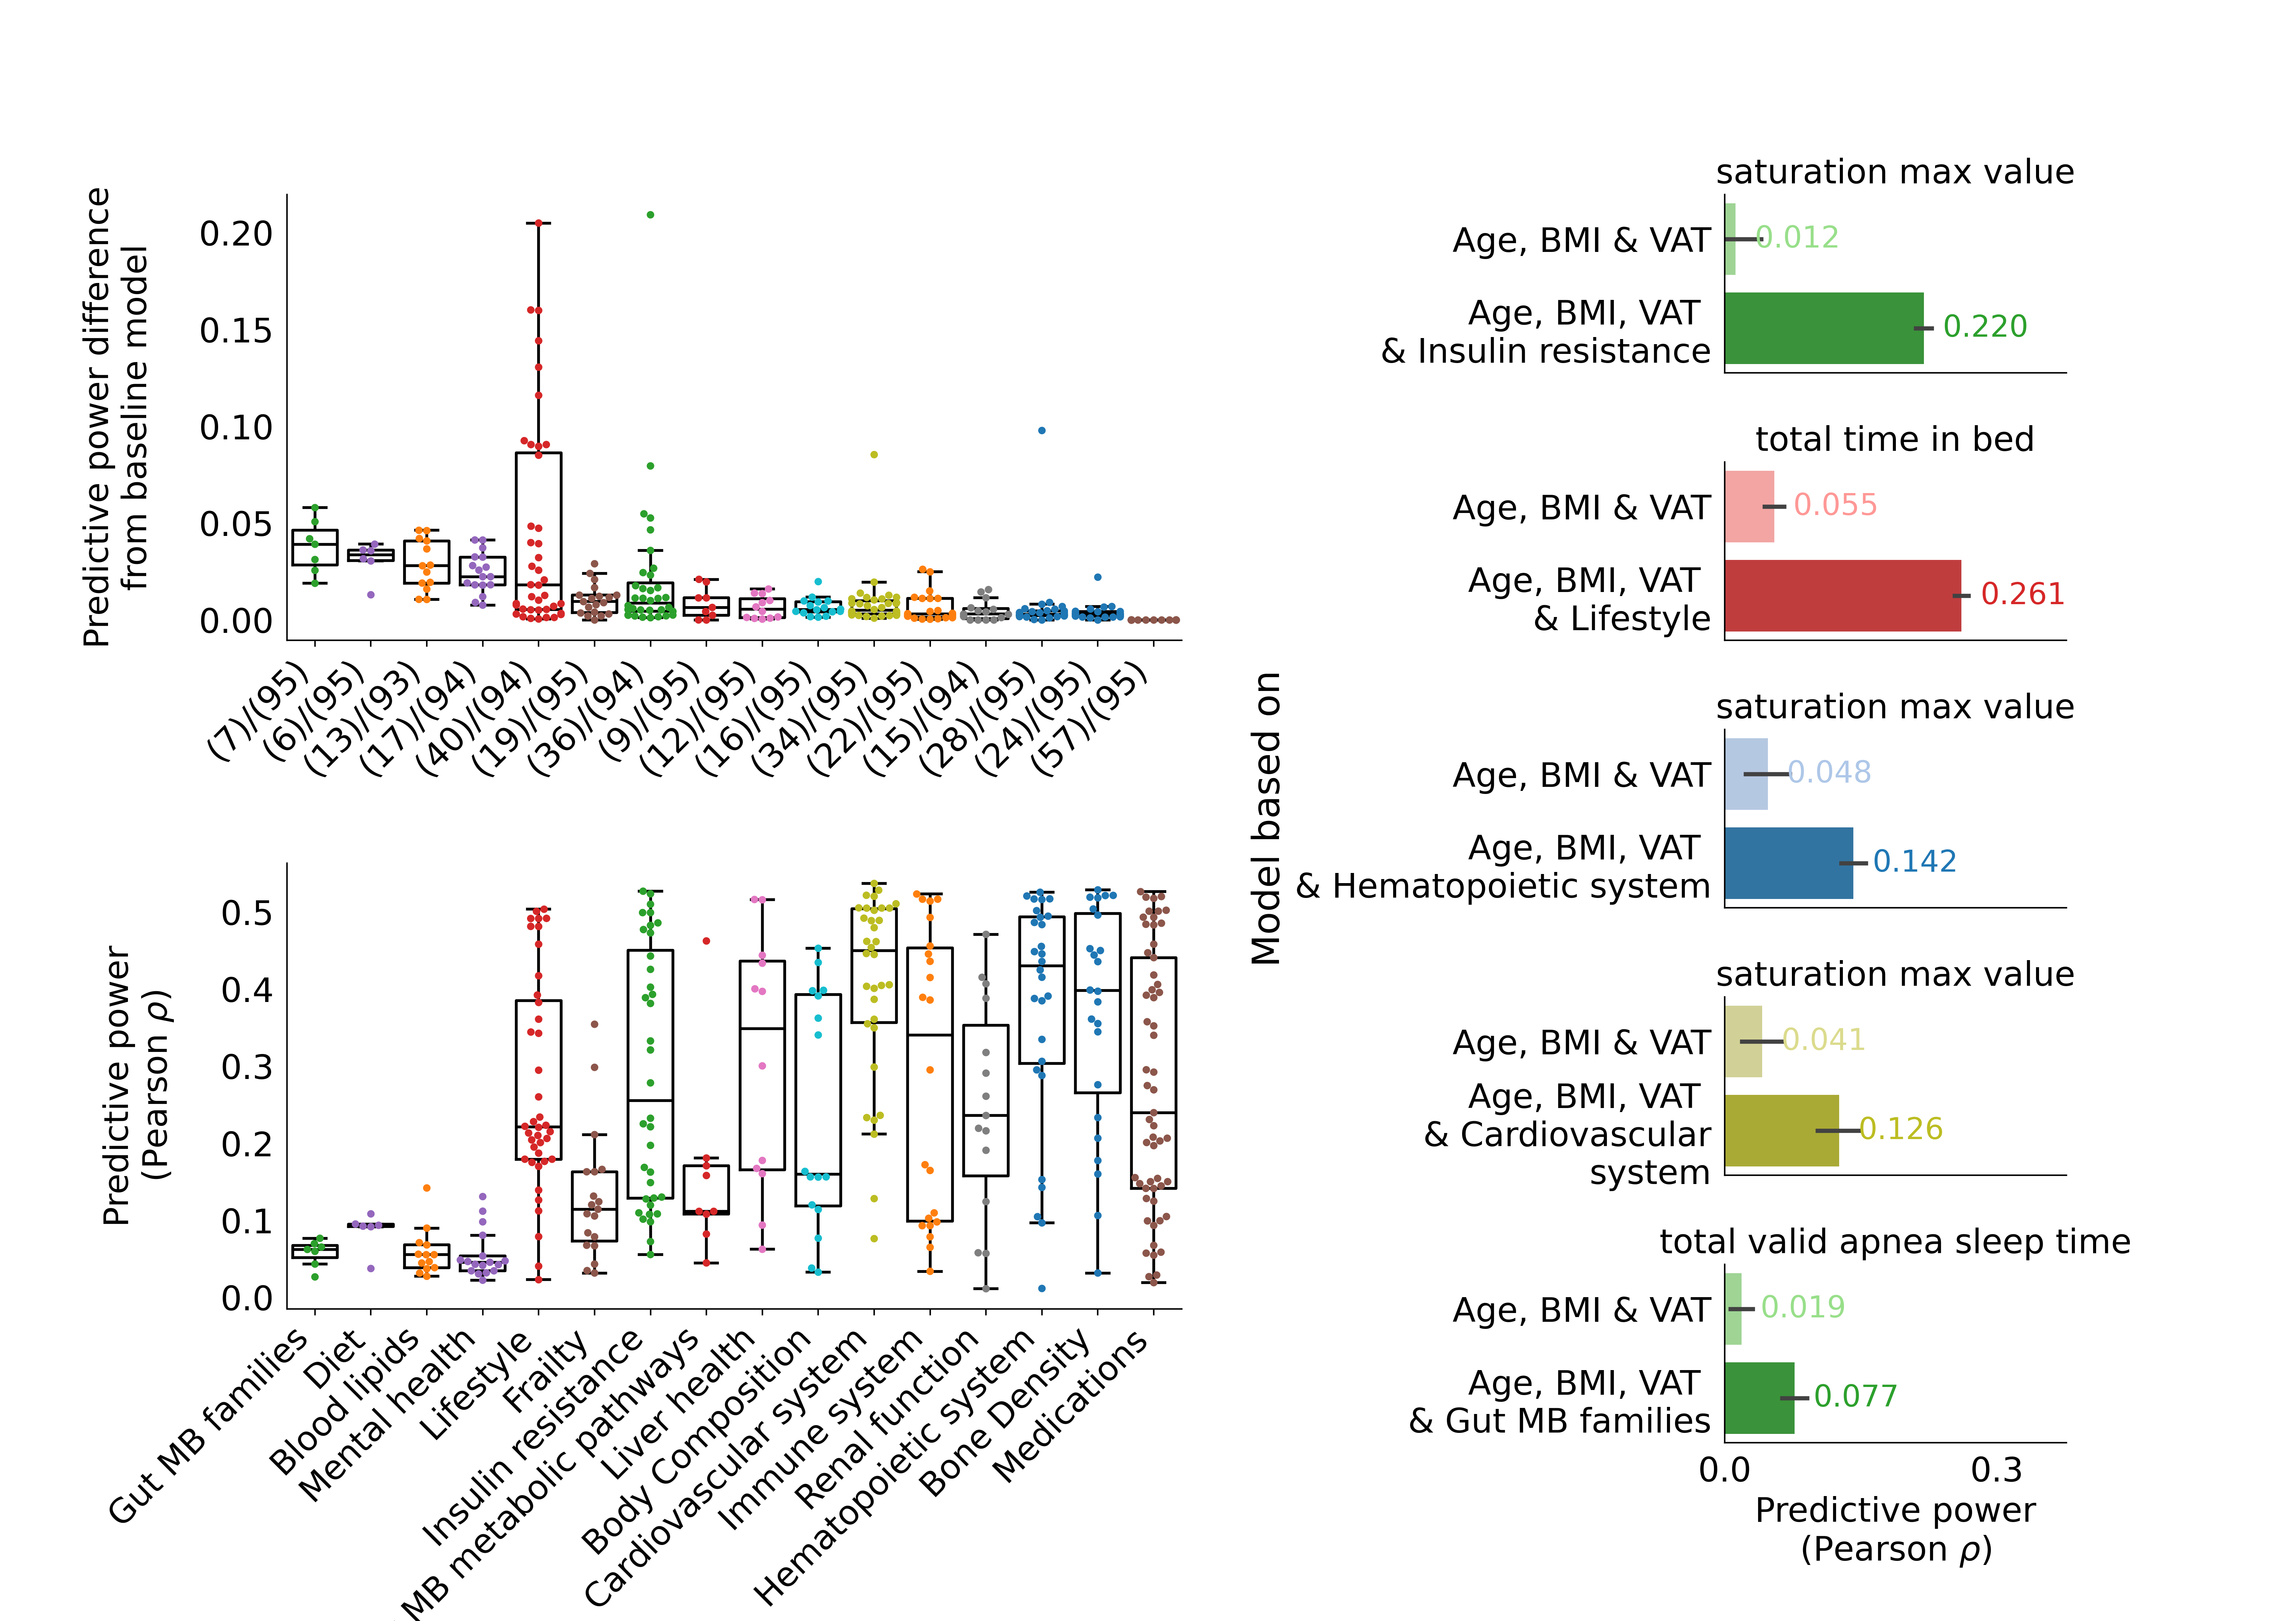 Predictive power difference
from baseline model
0.20
0.15
0.10
0.05
0.00
(7)/(95)
(6)/(95)
(13)/(93)
(17)/(94)
(40)/(94)
(19)/(95)
(36)/(94)
(9)/(95)
(12)/(95)
(16)/(95)
(34)/(95)
(22)/(95)
(15)/(94)
(28)/(95)
(24)/(95)
(57)/(95)
Predictive power
(Pearson ρ)
0.5
0.4
0.3
0.2
0.1
0.0
Gut MB families
Diet
Blood lipids
Mental health
Lifestyle
Frailty
Insulin resistance
MB metabolic pathways
Liver health
Body Composition
Cardiovascular system
Immune system
Renal function
Hematopoietic system
Bone Density
Medications
Model based on
saturation max value
Age, BMI & VAT
0.012
Age, BMI, VAT
& Insulin resistance
0.220
total time in bed
Age, BMI & VAT
0.055
Age, BMI, VAT
& Lifestyle
0.261
saturation max value
Age, BMI & VAT
0.048
Age, BMI, VAT
& Hematopoietic system
0.142
saturation max value
Age, BMI & VAT
0.041
Age, BMI, VAT
& Cardiovascular
system
0.126
total valid apnea sleep time
Age, BMI & VAT
0.019
Age, BMI, VAT
& Gut MB families
0.077
0.0
0.3
Predictive power
(Pearson ρ)